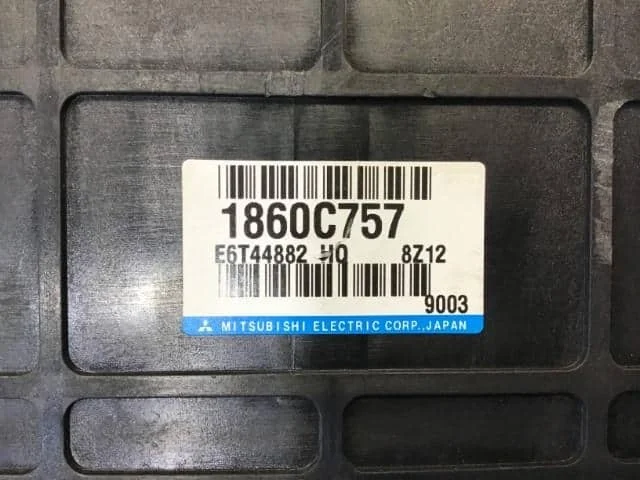 1860C757
E6T44882 HQ 8Z12
9003
MITSUBISHI ELECTRIC CORP., JAPAN